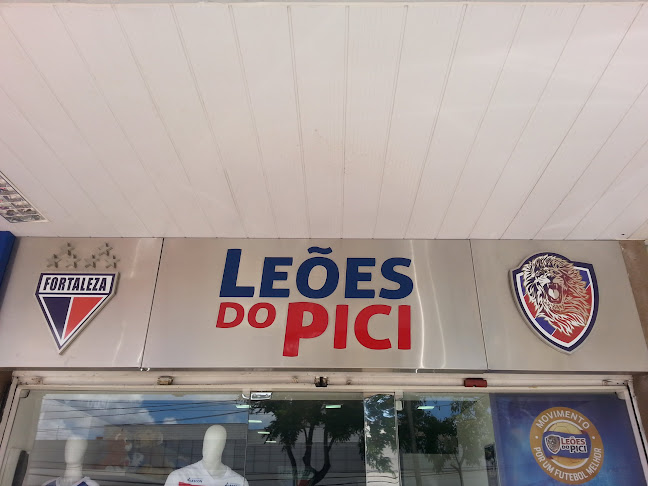 FORTALEZA
LEÕES
DO PICI
MOVIMENTO
LEÕES
DO PICI
POR UM FUTEBOL MELHOR